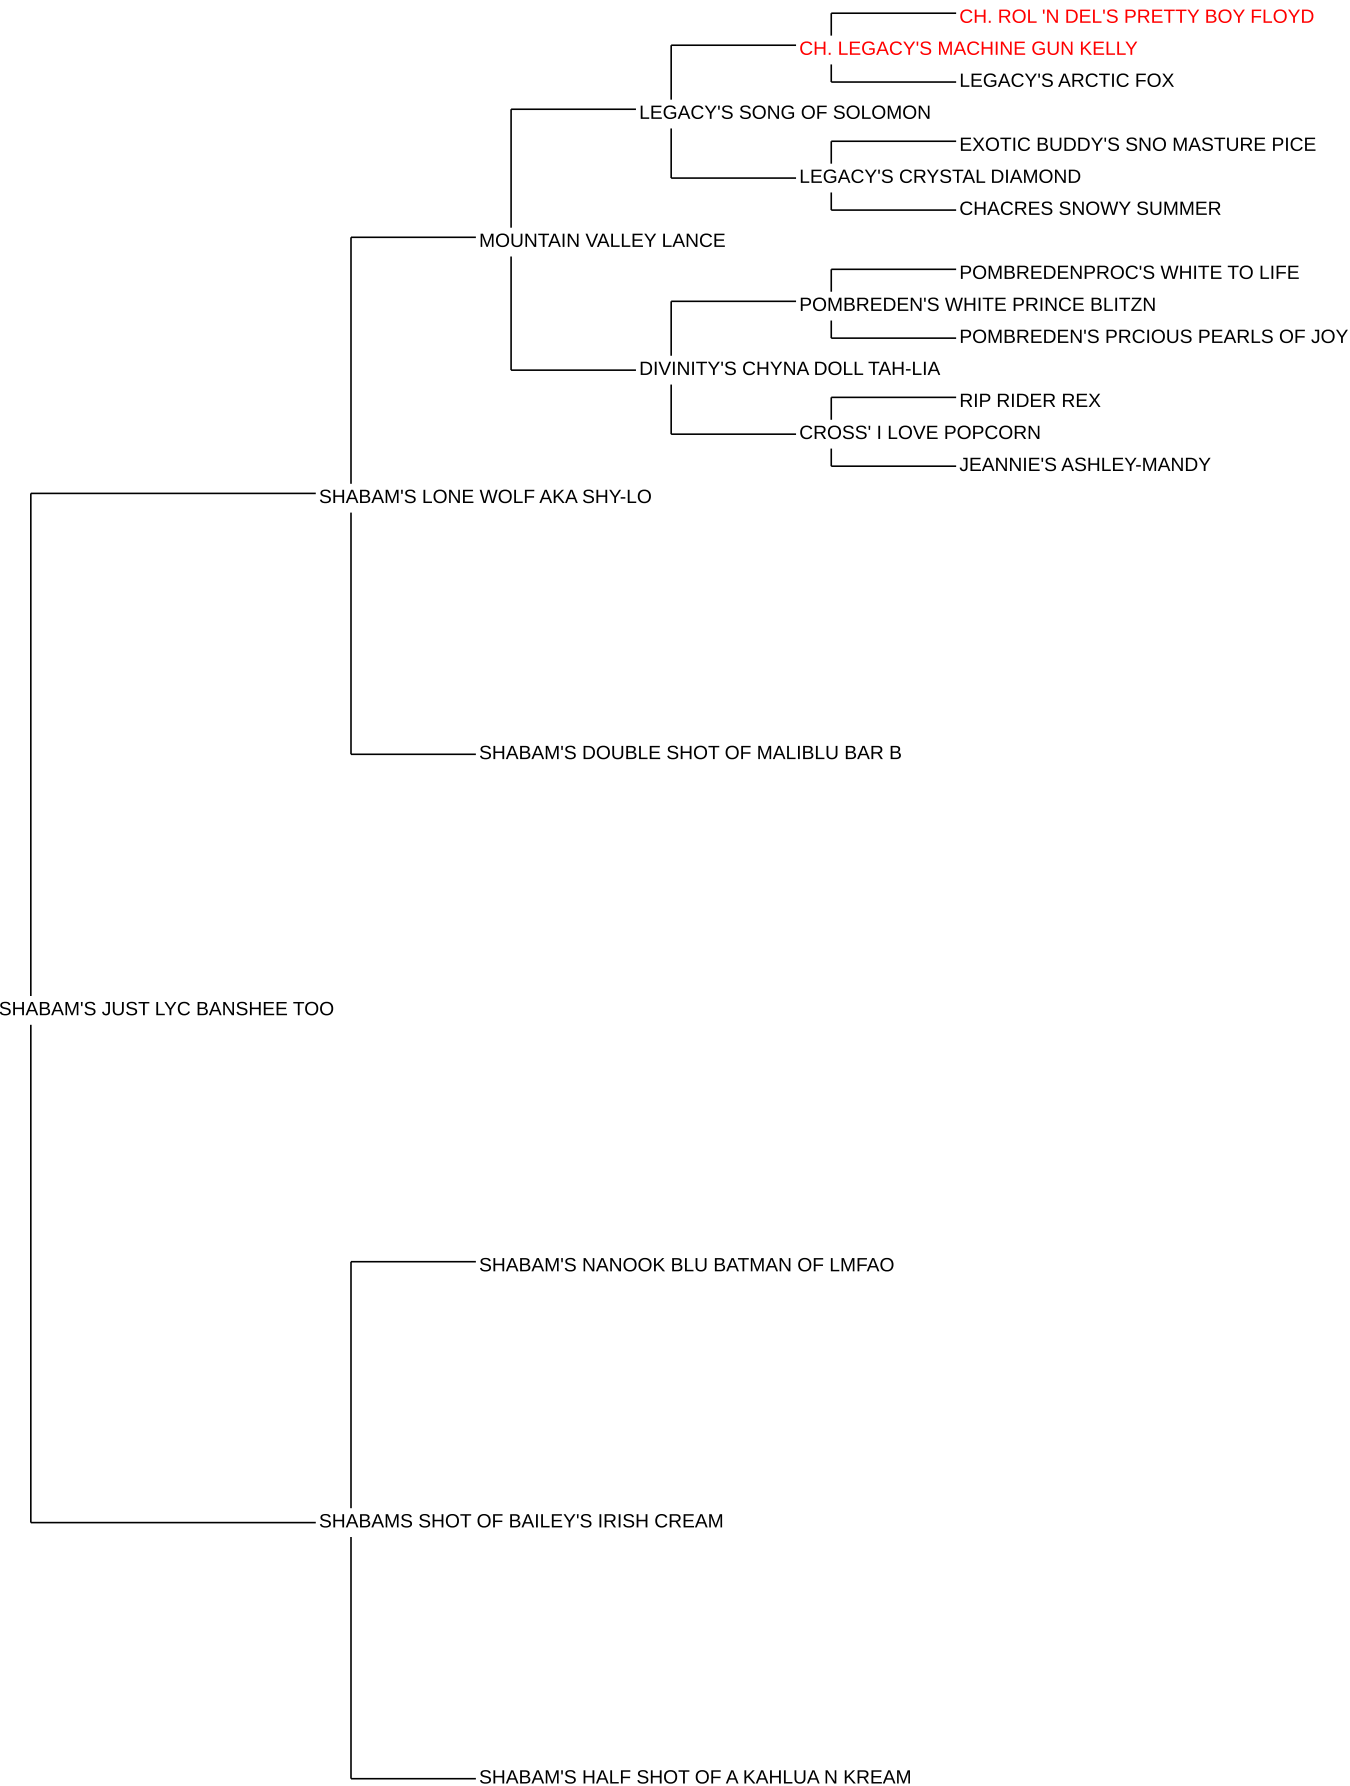 CH. ROL 'N DEL'S PRETTY BOY FLOYD
CH. LEGACY'S MACHINE GUN KELLY
LEGACY'S ARCTIC FOX
LEGACY'S SONG OF SOLOMON
EXOTIC BUDDY'S SNO MASTURE PICE
LEGACY'S CRYSTAL DIAMOND
CHACRES SNOWY SUMMER
MOUNTAIN VALLEY LANCE
POMBREDENPROC'S WHITE TO LIFE
POMBREDEN'S WHITE PRINCE BLITZN
POMBREDEN'S PRCIOUS PEARLS OF JOY
DIVINITY'S CHYNA DOLL TAH-LIA
RIP RIDER REX
CROSS' I LOVE POPCORN
JEANNIE'S ASHLEY-MANDY
SHABAM'S LONE WOLF AKA SHY-LO
SHABAM'S DOUBLE SHOT OF MALIBLU BAR B
SHABAM'S JUST LYC BANSHEE TOO
SHABAM'S NANOOK BLU BATMAN OF LMFAO
SHABAMS SHOT OF BAILEY'S IRISH CREAM
SHABAM'S HALF SHOT OF A KAHLUA N KREAM